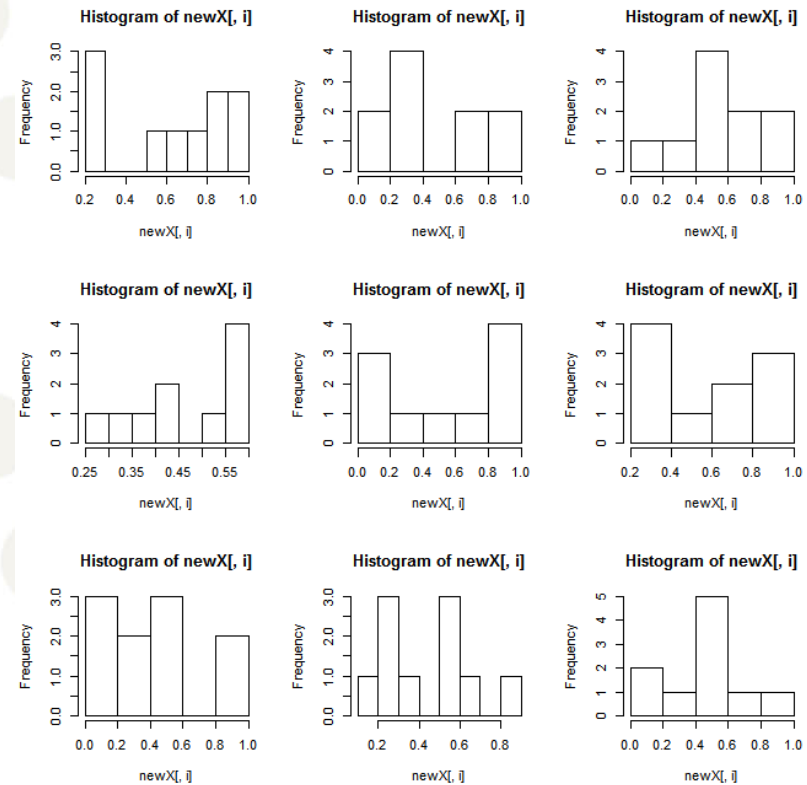 Histogram of newX[, i]
Frequency
3.0
2.0
1.0
0.0
0.2 0.4 0.6 0.8 1.0
newX[, i]
Histogram of newX[, i]
Frequency
4
3
2
1
0
0.0 0.2 0.4 0.6 0.8 1.0
newX[, i]
Histogram of newX[, i]
Frequency
4
3
2
1
0
0.0 0.2 0.4 0.6 0.8 1.0
newX[, i]
Histogram of newX[, i]
Frequency
4
3
2
1
0
0.25 0.35 0.45 0.55
newX[, i]
Histogram of newX[, i]
Frequency
4
3
2
1
0
0.0 0.2 0.4 0.6 0.8 1.0
newX[, i]
Histogram of newX[, i]
Frequency
4
3
2
1
0
0.2 0.4 0.6 0.8 1.0
newX[, i]
Histogram of newX[, i]
Frequency
3.0
2.0
1.0
0.0
0.0 0.2 0.4 0.6 0.8 1.0
newX[, i]
Histogram of newX[, i]
Frequency
3.0
2.0
1.0
0.0
0.2 0.4 0.6 0.8
newX[, i]
Histogram of newX[, i]
Frequency
5
4
3
2
1
0
0.0 0.2 0.4 0.6 0.8 1.0
newX[, i]